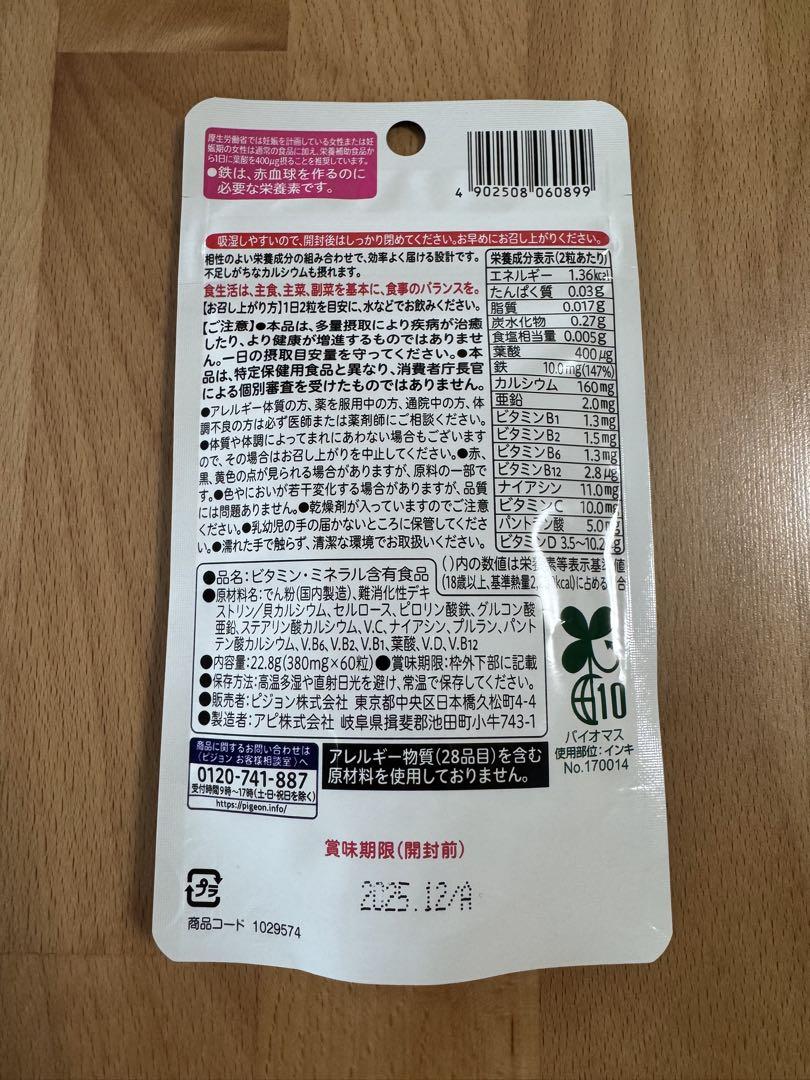 厚生労働省では妊娠を計画している女性または妊
娠期の女性は通常の食品に加え、栄養補助食品か
ら1日に葉酸を400μg摂ることを推奨しています。
●鉄は、赤血球を作るのに
必要な栄養素です。
4 902508 060899
吸湿しやすいので、開封後はしっかり閉めてください。お早めにお召し上がりください。
相性のよい栄養成分の組み合わせで、効率よく届ける設計です。
不足しがちなカルシウムも摂れます。
食生活は、主食、主菜、副菜を基本に、食事のバランスを。
【お召し上がり方】1日2粒を目安に、水などでお飲みください。
【ご注意】●本品は、多量摂取により疾病が治癒
したり、より健康が増進するものではありませ
ん。一日の摂取目安量を守ってください。●本
品は、特定保健用食品と異なり、消費者庁長官
による個別審査を受けたものではありません。
●アレルギー体質の方、薬を服用中の方、通院中の方、体
調不良の方は必ず医師または薬剤師にご相談ください。
●体質や体調によってまれにあわない場合もございます
ので、その場合はお召し上がりを中止してください。●赤、
黒、黄色の点が見られる場合がありますが、原料の一部で
す。●色やにおいが若干変化する場合がありますが、品質
には問題ありません。●乾燥剤が入っていますのでご注意
ください。●乳幼児の手の届かないところに保管してくださ
い。●濡れた手で触らず、清潔な環境でお取扱いください。
栄養成分表示(2粒あたり)
エネルギー 1.36kcal
たんぱく質 0.03g
脂質 0.017g
炭水化物 0.27g
食塩相当量 0.005g
葉酸 400μg
鉄 10.0mg(147%)
カルシウム 160mg
亜鉛 2.0mg
ビタミンB1 1.3mg
ビタミンB2 1.5mg
ビタミンB6 1.3mg
ビタミンB12 2.8μg
ナイアシン 11.0mg
ビタミンC 10.0mg
パントテン酸 5.0mg
ビタミンD 3.5～10.2
( )内の数値は栄養素等表示基準値
(18歳以上、基準熱量2, kcal)に占める 合
●品名：ビタミン・ミネラル含有食品
●原材料名：でん粉(国内製造)、難消化性デキ
ストリン/貝カルシウム、セルロース、ピロリン酸鉄、グルコン酸
亜鉛、ステアリン酸カルシウム、V.C、ナイアシン、プルラン、パント
テン酸カルシウム、V.B6、V.B2、V.B1、葉酸、V.D、V.B12
●内容量：22.8g(380mg×60粒)●賞味期限：枠外下部に記載
●保存方法：高温多湿や直射日光を避け、常温で保存してください。
●販売者：ピジョン株式会社 東京都中央区日本橋久松町4-4
●製造者：アピ株式会社 岐阜県揖斐郡池田町小牛743-1
10
バイオマス
使用部位：インキ
No.170014
商品に関するお問い合わせは
〈ピジョン お客様相談室〉へ
0120-741-887
受付時間9時～17時(土・日・祝日を除く)
https://pigeon.info/
アレルギー物質(28品目)を含む
原材料を使用しておりません。
賞味期限(開封前)
2025.12/A
プラ
商品コード 1029574